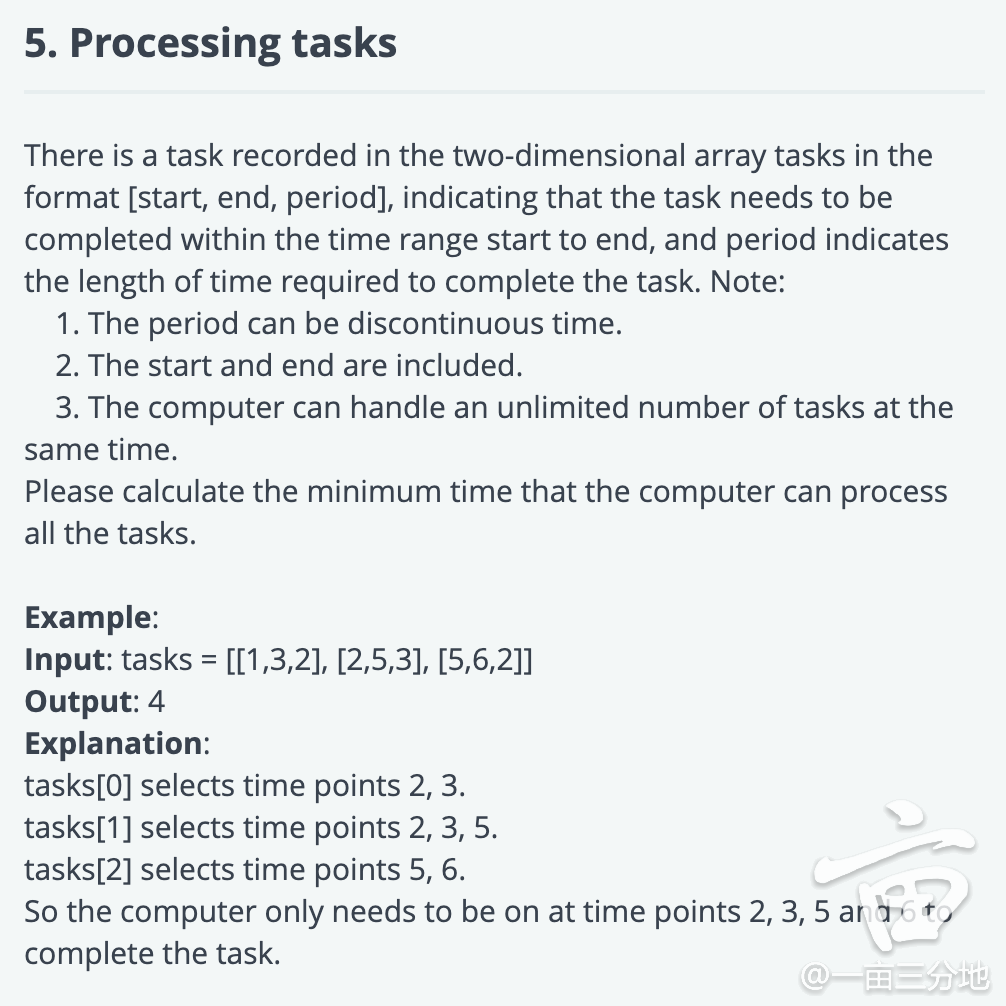 5. Processing tasks
There is a task recorded in the two-dimensional array tasks in the
format [start, end, period], indicating that the task needs to be
completed within the time range start to end, and period indicates
the length of time required to complete the task. Note:
1. The period can be discontinuous time.
2. The start and end are included.
3. The computer can handle an unlimited number of tasks at the
same time.
Please calculate the minimum time that the computer can process
all the tasks.
Example:
Input: tasks = [[1,3,2], [2,5,3], [5,6,2]]
Output: 4
Explanation:
tasks[0] selects time points 2, 3.
tasks[1] selects time points 2, 3, 5.
tasks[2] selects time points 5, 6.
So the computer only needs to be on at time points 2, 3, 5 and 6 to
complete the task.
亩
@一亩三分地